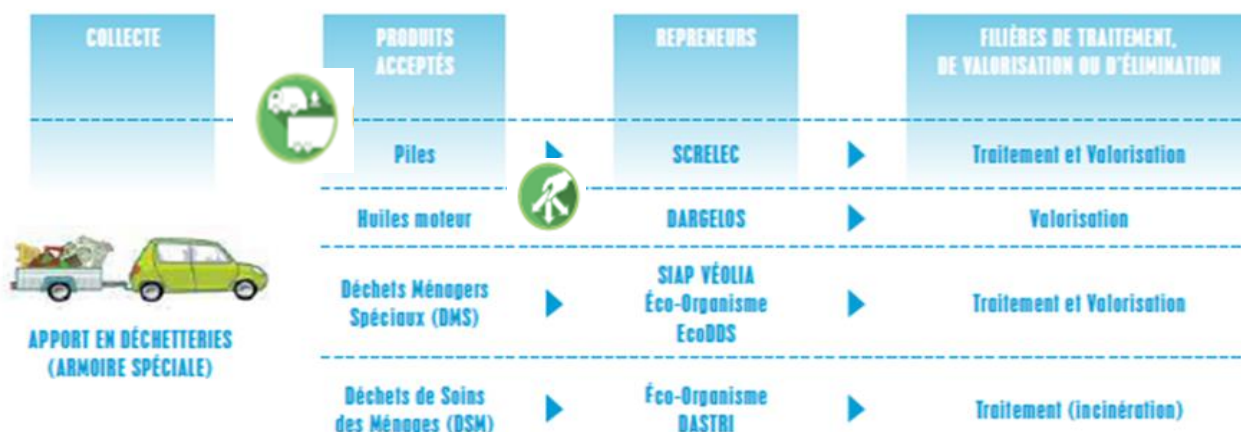 COLLECTE
PRODUITS
ACCEPTÉS
REPRENEURS
FILIÈRES DE TRAITEMENT,
DE VALORISATION OU D'ÉLIMINATION
APPORT EN DÉCHETTERIES
(ARMOIRE SPÉCIALE)
Piles
SCRELEC
Traitement et Valorisation
Huiles moteur
DARGELOS
Valorisation
Déchets Ménagers
Spéciaux (DMS)
SIAP VÉOLIA
Éco-Organisme
EcoDDS
Traitement et Valorisation
Déchets de Soins
des Ménages (DSM)
Éco-Organisme
DASTRI
Traitement (incinération)